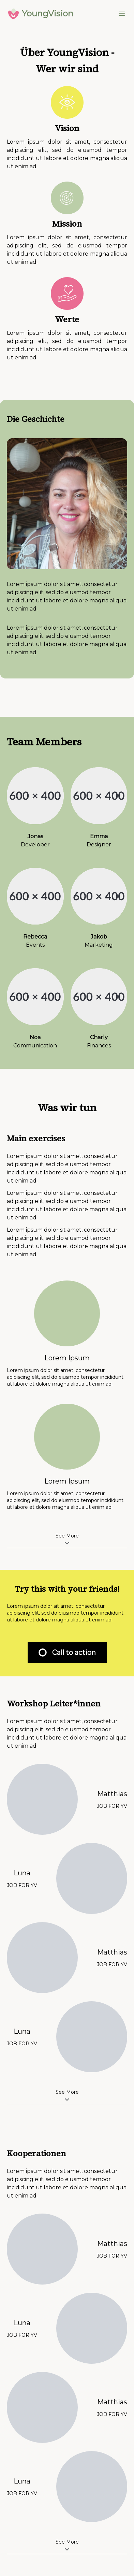 YoungVision
Über YoungVision -
Wer wir sind
Vision
Lorem ipsum dolor sit amet, consectetur
adipiscing elit, sed do eiusmod tempor
incididunt ut labore et dolore magna aliqua
ut enim ad.
Mission
Lorem ipsum dolor sit amet, consectetur
adipiscing elit, sed do eiusmod tempor
incididunt ut labore et dolore magna aliqua
ut enim ad.
Werte
Lorem ipsum dolor sit amet, consectetur
adipiscing elit, sed do eiusmod tempor
incididunt ut labore et dolore magna aliqua
ut enim ad.
Die Geschichte
Lorem ipsum dolor sit amet, consectetur
adipiscing elit, sed do eiusmod tempor
incididunt ut labore et dolore magna aliqua
ut enim ad.
Lorem ipsum dolor sit amet, consectetur
adipiscing elit, sed do eiusmod tempor
incididunt ut labore et dolore magna aliqua
ut enim ad.
Team Members
600 × 400
600 × 400
Jonas
Developer
Emma
Designer
600 × 400
600 × 400
Rebecca
Events
Jakob
Marketing
600 × 400
600 × 400
Noa
Communication
Charly
Finances
Was wir tun
Main exercises
Lorem ipsum dolor sit amet, consectetur
adipiscing elit, sed do eiusmod tempor
incididunt ut labore et dolore magna aliqua
ut enim ad.
Lorem ipsum dolor sit amet, consectetur
adipiscing elit, sed do eiusmod tempor
incididunt ut labore et dolore magna aliqua
ut enim ad.
Lorem ipsum dolor sit amet, consectetur
adipiscing elit, sed do eiusmod tempor
incididunt ut labore et dolore magna aliqua
ut enim ad.
Lorem Ipsum
Lorem ipsum dolor sit amet, consectetur
adipiscing elit, sed do eiusmod tempor incididunt
ut labore et dolore magna aliqua ut enim ad.
Lorem Ipsum
Lorem ipsum dolor sit amet, consectetur
adipiscing elit, sed do eiusmod tempor incididunt
ut labore et dolore magna aliqua ut enim ad.
See More
Try this with your friends!
Lorem ipsum dolor sit amet, consectetur
adipiscing elit, sed do eiusmod tempor incididunt
ut labore et dolore magna aliqua ut enim ad.
Call to action
Workshop Leiter*innen
Lorem ipsum dolor sit amet, consectetur
adipiscing elit, sed do eiusmod tempor
incididunt ut labore et dolore magna aliqua
ut enim ad.
Matthias
JOB FOR YV
Luna
JOB FOR YV
Matthias
JOB FOR YV
Luna
JOB FOR YV
See More
Kooperationen
Lorem ipsum dolor sit amet, consectetur
adipiscing elit, sed do eiusmod tempor
incididunt ut labore et dolore magna aliqua
ut enim ad.
Matthias
JOB FOR YV
Luna
JOB FOR YV
Matthias
JOB FOR YV
Luna
JOB FOR YV
See More